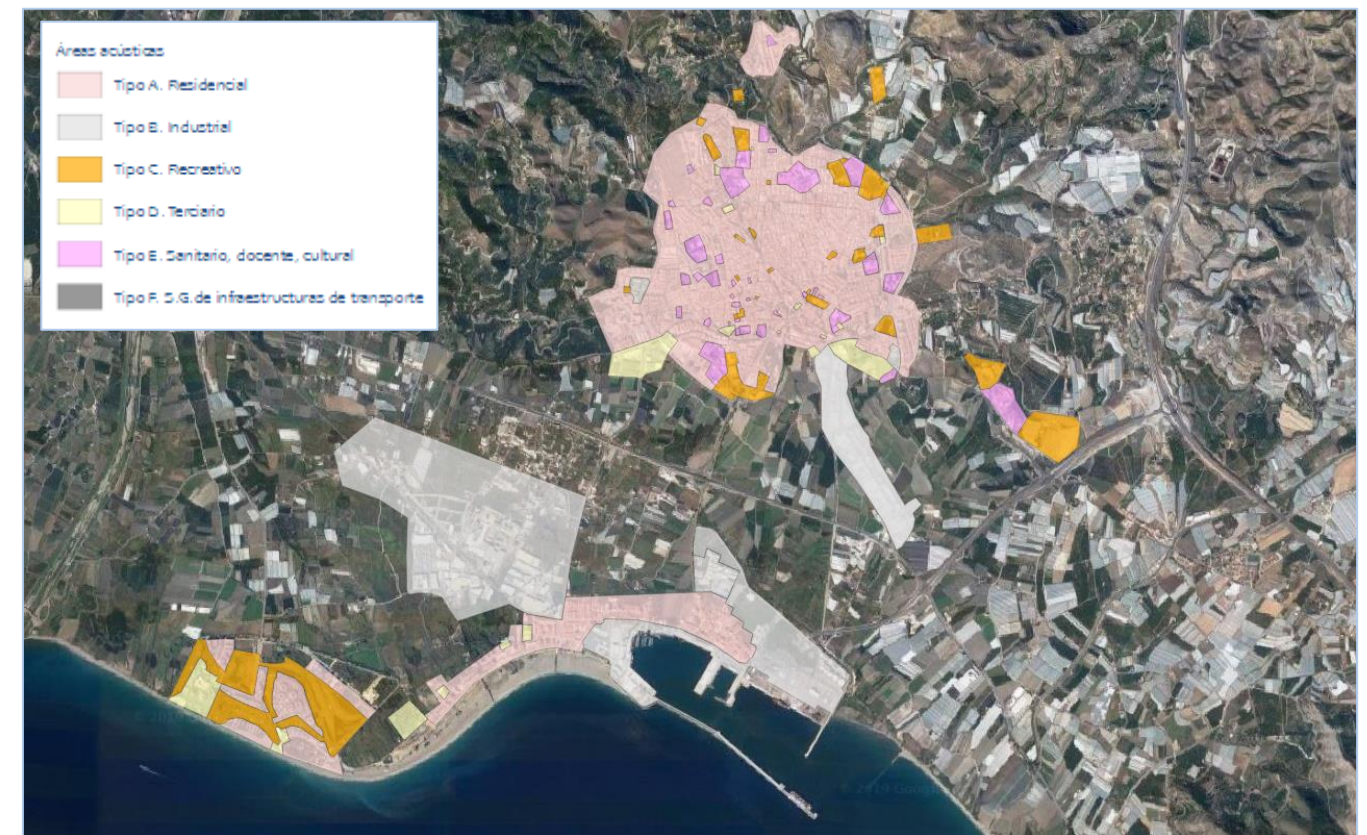 Áreas acústicas
Tipo A. Residencial
Tipo B. Industrial
Tipo C. Recreativo
Tipo D. Terciario
Tipo E. Sanitario, docente, cultural
Tipo F. S.G.de infraestructuras de transporte